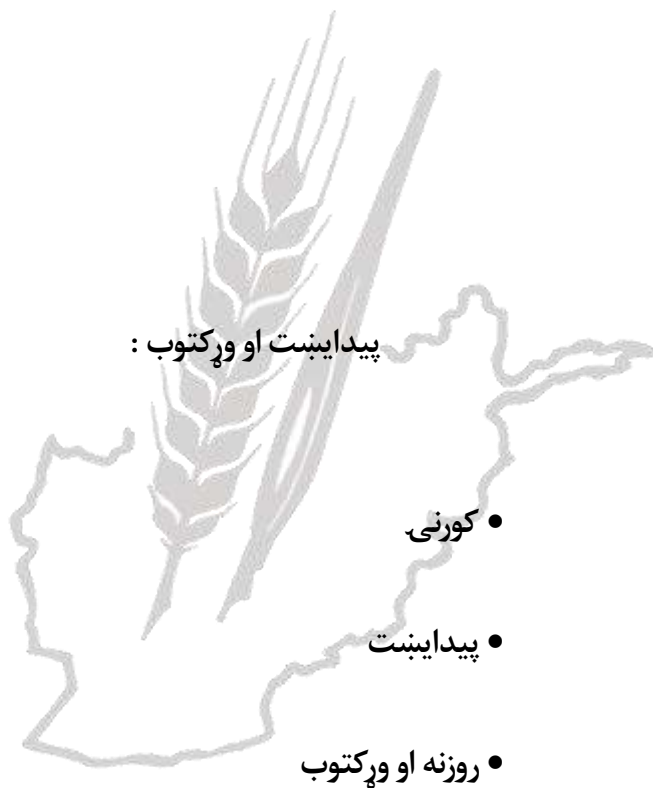 پيدايښت او وړکتوب :
• کورنۍ
• پيدايښت
• روزنه او وړکتوب